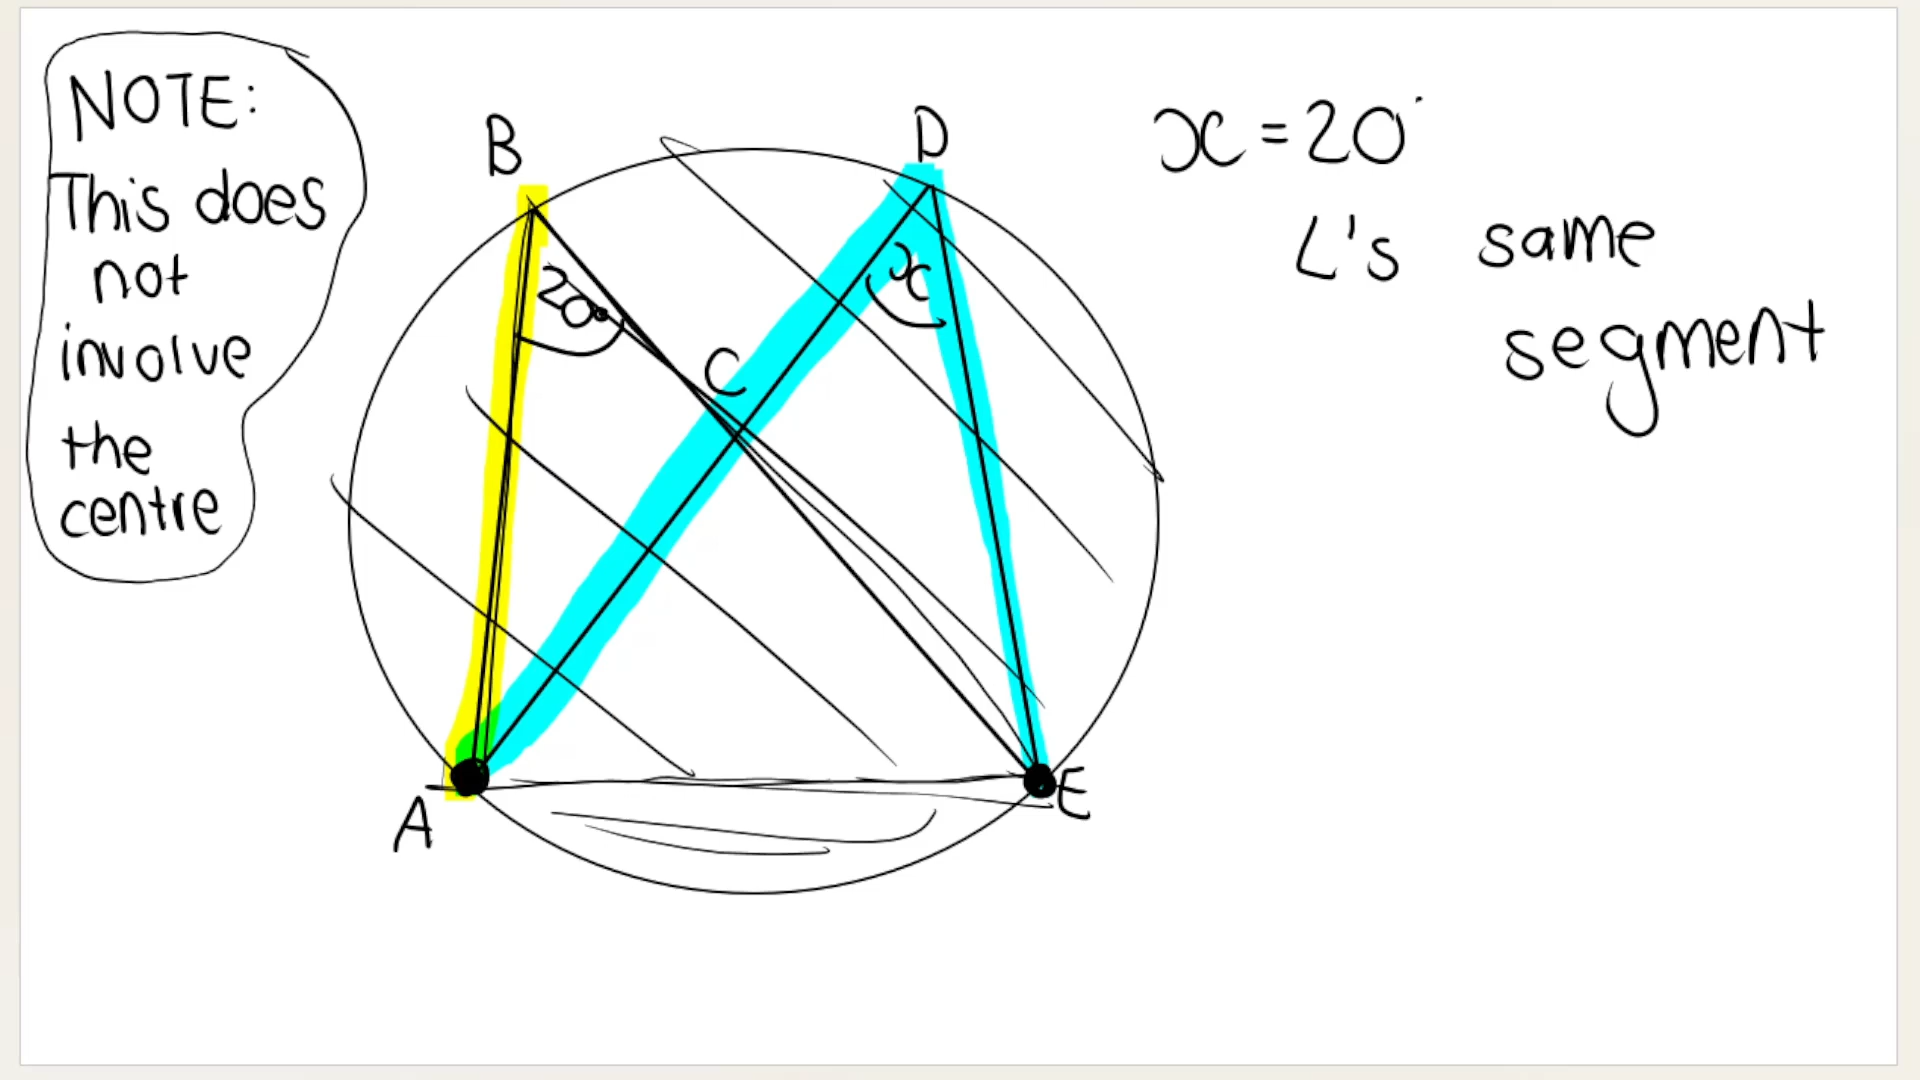 NOTE:
This does
not
involve
the
centre
B
D
20°
x
C
A
E
x = 20°
L's same
segment